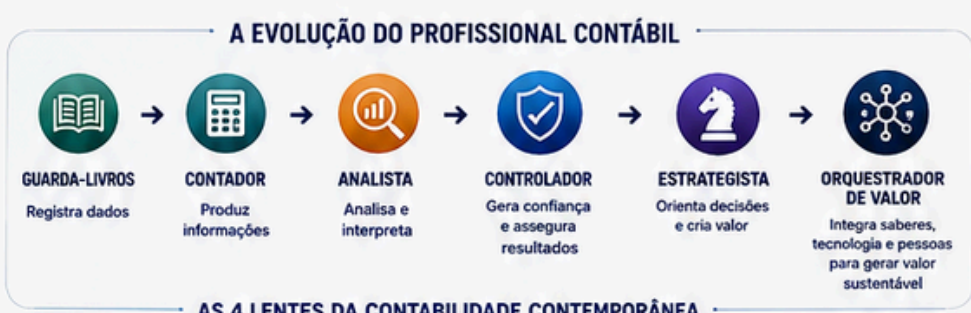 A EVOLUÇÃO DO PROFISSIONAL CONTÁBIL
GUARDA-LIVROS
Registra dados
CONTADOR
Produz
informações
ANALISTA
Analisa e
interpreta
CONTROLADOR
Gera confiança
e assegura
resultados
ESTRATEGISTA
Orienta decisões
e cria valor
ORQUESTRADOR
DE VALOR
Integra saberes,
tecnologia e pessoas
para gerar valor
sustentável
AS 4 LENTES DA CONTABILIDADE CONTEMPORÂNEA